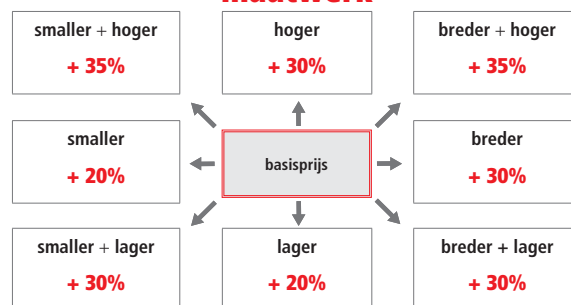 maatwerk
smaller + hoger
+ 35%
hoger
+ 30%
breder + hoger
+ 35%
smaller
+ 20%
basisprijs
breder
+ 30%
smaller + lager
+ 30%
lager
+ 20%
breder + lager
+ 30%